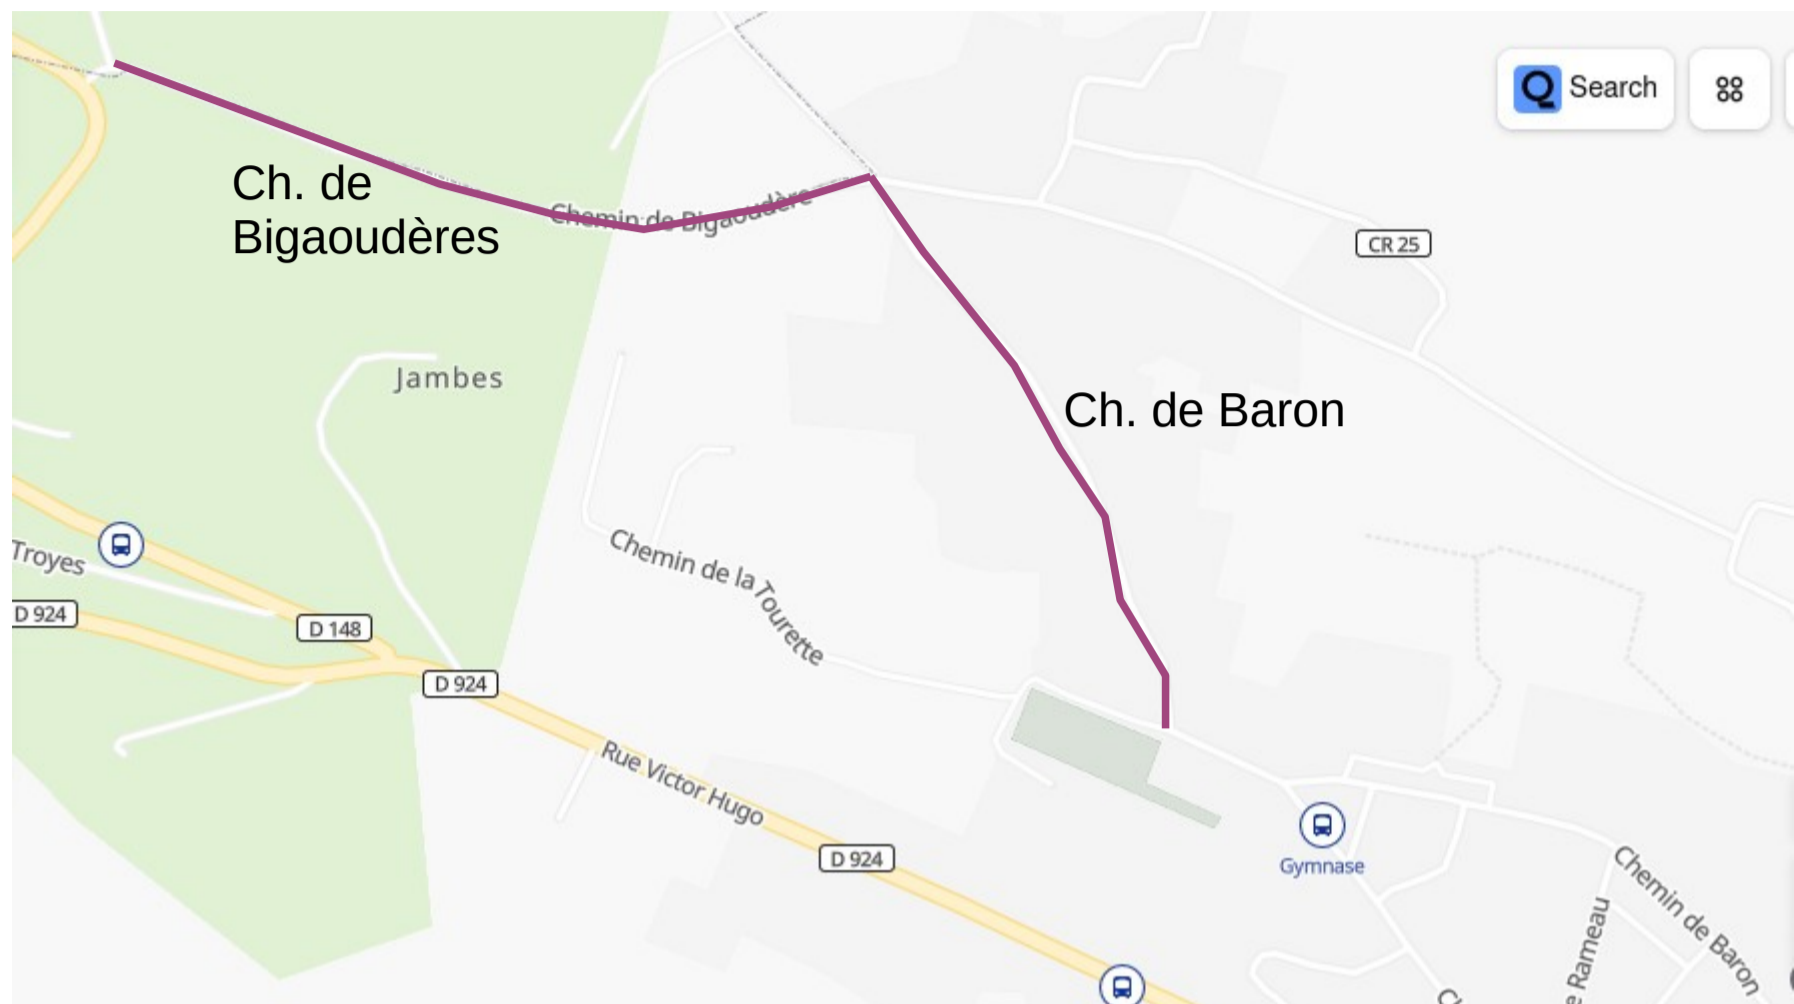 Search
Ch. de
Bigaoudères
Chemin de Bigaoudère
CR 25
Jambes
Ch. de Baron
Troyes
Chemin de la Tourette
D 924
D 148
D 924
Rue Victor Hugo
D 924
Gymnase
Chemin de Baron
Rameau